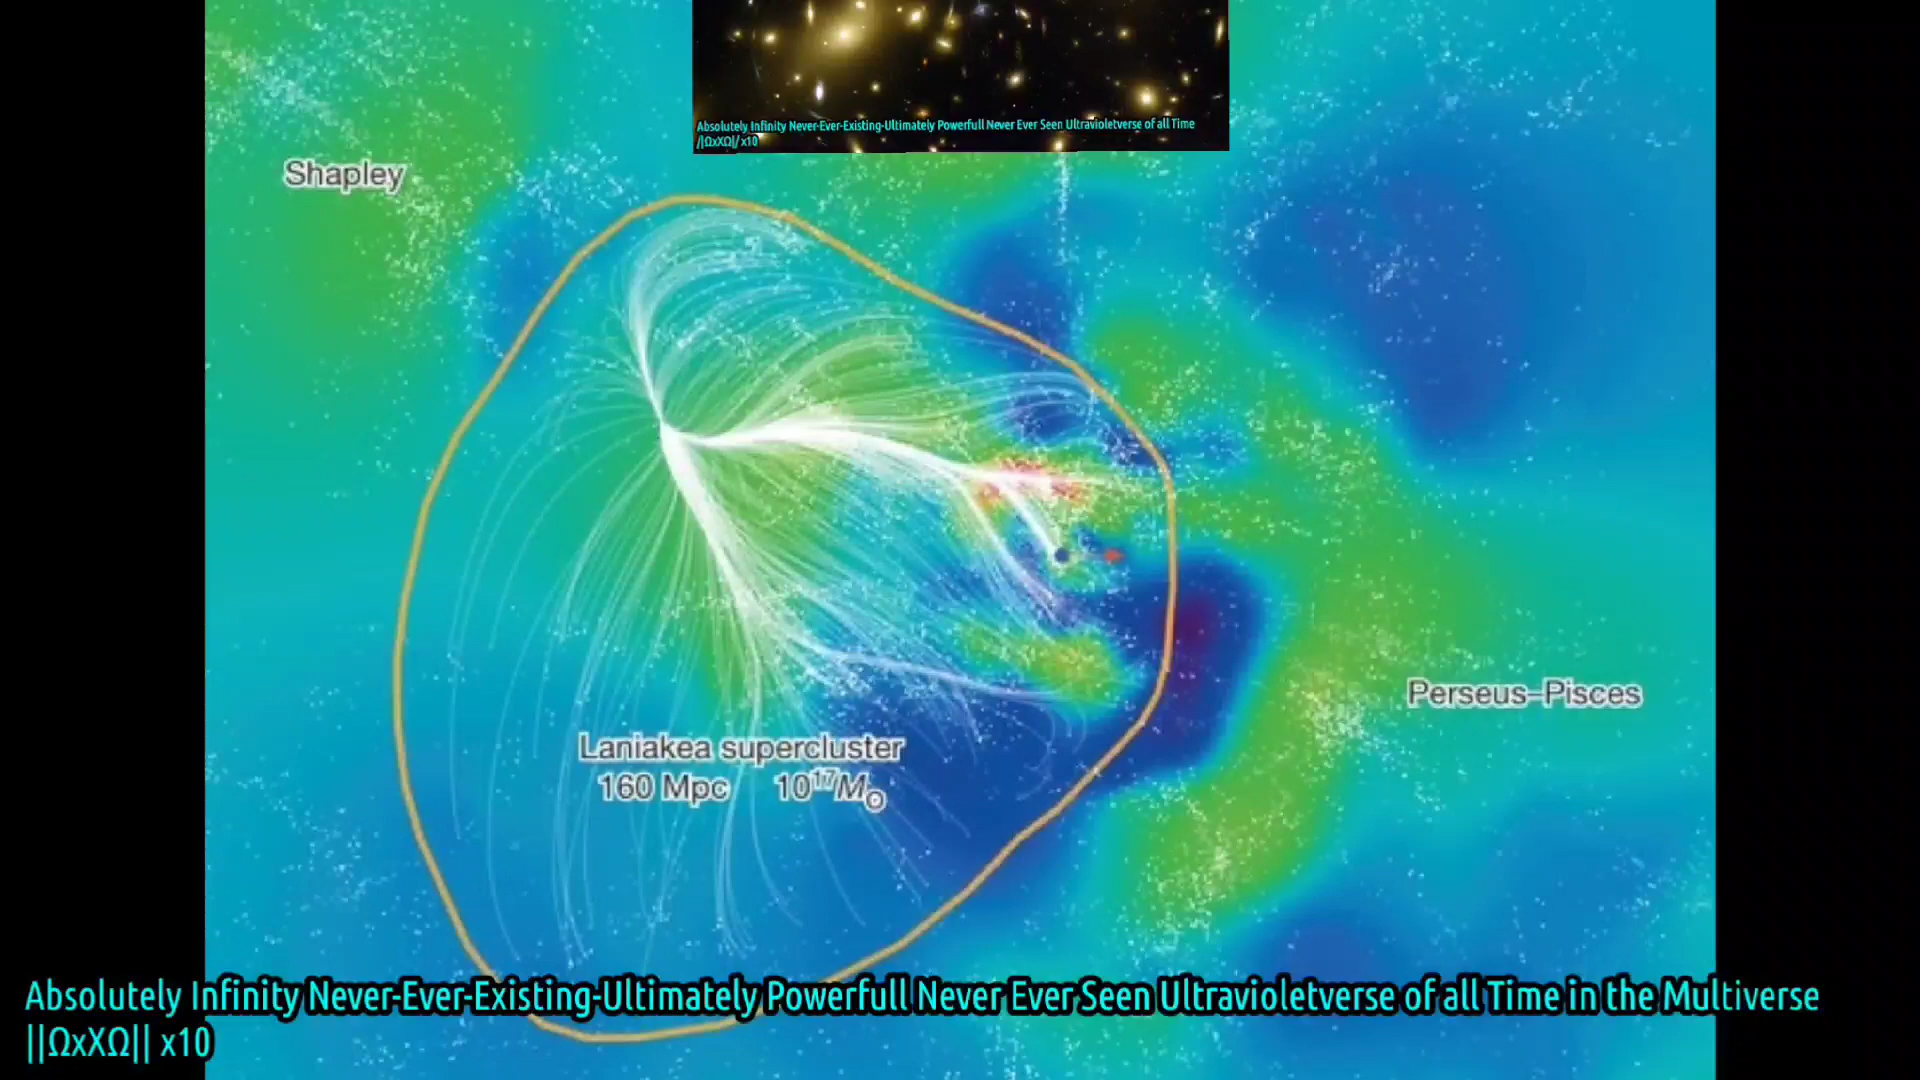 Absolutely Infinity Never-Ever-Existing-Ultimately Powerfull Never Ever Seen Ultravioletverse of all Time
/|ΩxXΩ|/ x10
Shapley
Perseus–Pisces
Laniakea supercluster
160 Mpc 10¹⁷M☉
Absolutely Infinity Never-Ever-Existing-Ultimately Powerfull Never Ever Seen Ultravioletverse of all Time in the Multiverse
||ΩxXΩ|| x10